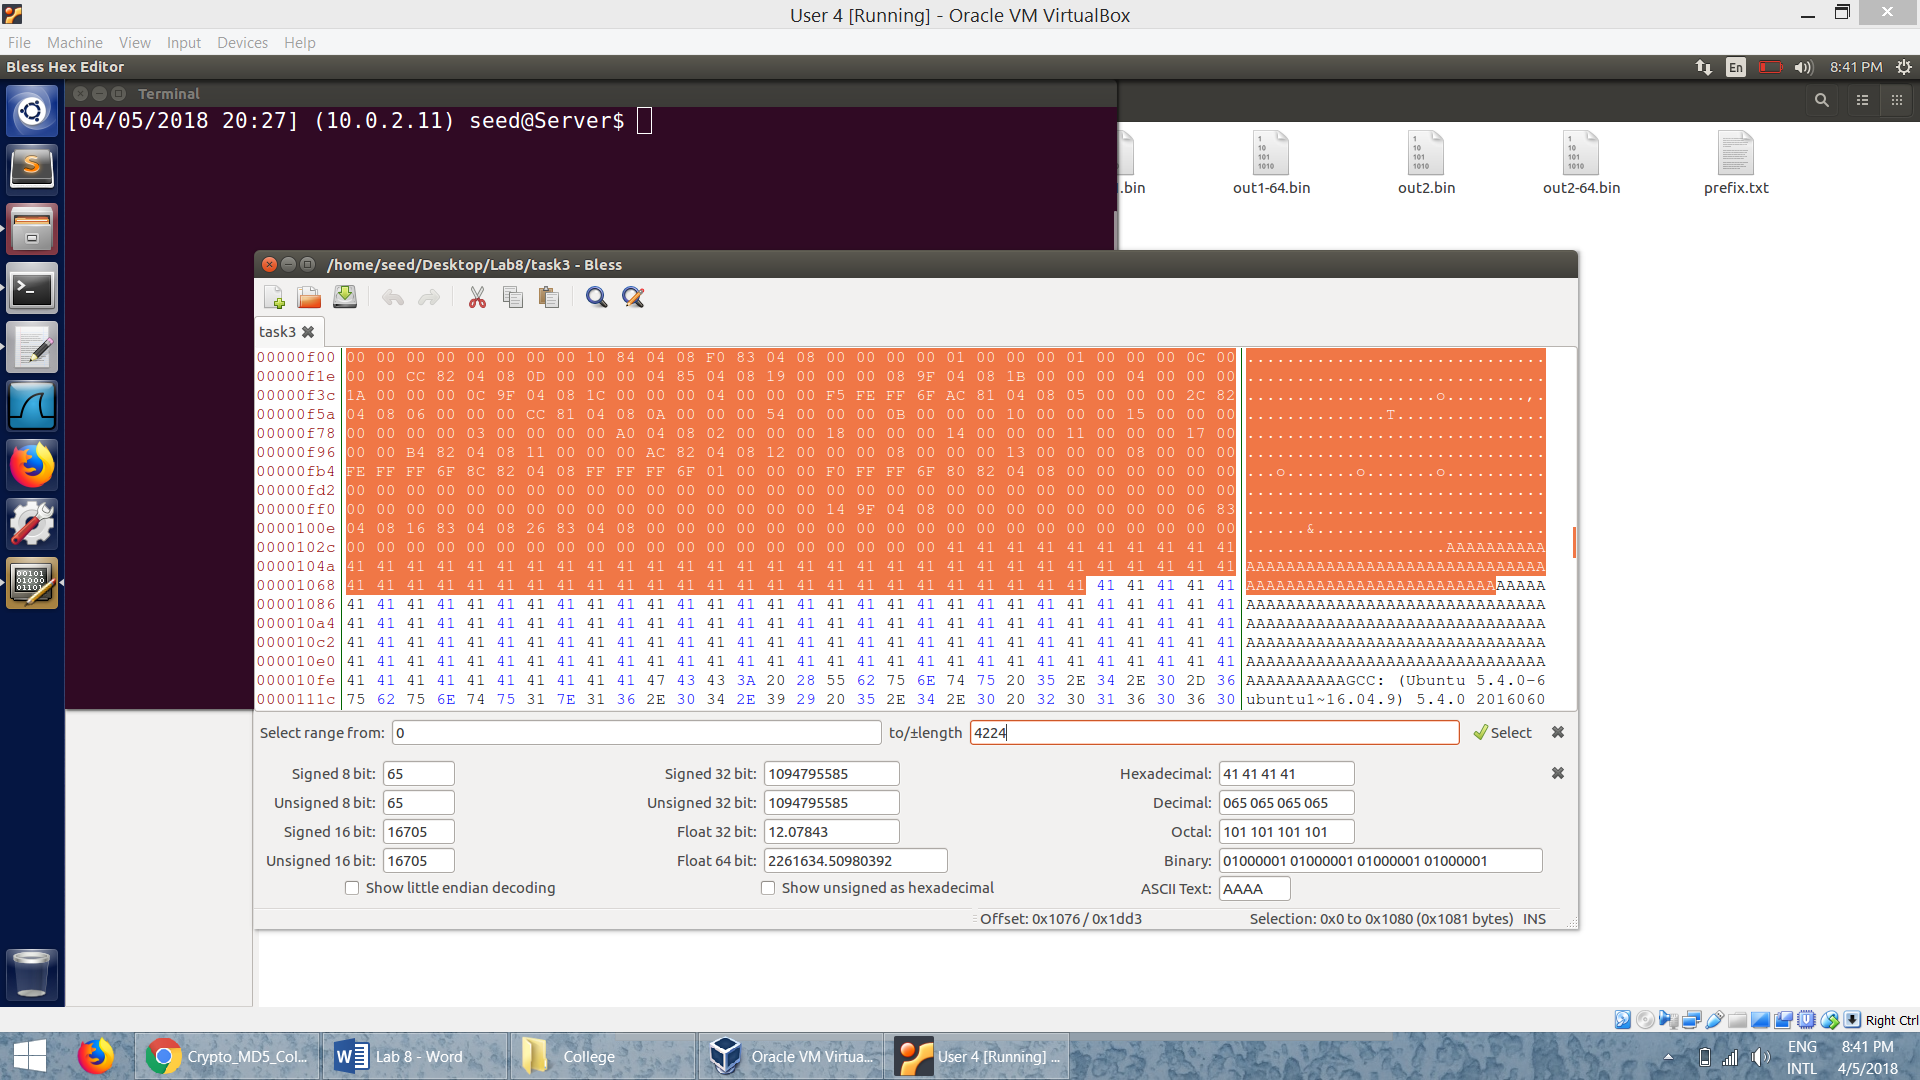 User 4 [Running] - Oracle VM VirtualBox
File Machine View Input Devices Help
Bless Hex Editor
En
8:41 PM
Terminal
[04/05/2018 20:27] (10.0.2.11) seed@Server$
.bin
out1-64.bin
out2.bin
out2-64.bin
prefix.txt
/home/seed/Desktop/Lab8/task3 - Bless
task3
00000f00 00 00 00 00 00 00 00 00 10 84 04 08 F0 83 04 08 00 00 00 00 01 00 00 00 01 00 00 00 0C 00 ..............................
00000f1e 00 00 CC 82 04 08 0D 00 00 00 04 85 04 08 19 00 00 00 08 9F 04 08 1B 00 00 00 04 00 00 00 ..............................
00000f3c 1A 00 00 00 0C 9F 04 08 1C 00 00 00 04 00 00 00 F5 FE FF 6F AC 81 04 08 05 00 00 00 2C 82 ...................o........,.
00000f5a 04 08 06 00 00 00 CC 81 04 08 0A 00 00 00 54 00 00 00 0B 00 00 00 10 00 00 00 15 00 00 00 ..............T...............
00000f78 00 00 00 00 03 00 00 00 00 A0 04 08 02 00 00 00 18 00 00 00 14 00 00 00 11 00 00 00 17 00 ..............................
00000f96 00 00 B4 82 04 08 11 00 00 00 AC 82 04 08 12 00 00 00 08 00 00 00 13 00 00 00 08 00 00 00 ..............................
00000fb4 FE FF FF 6F 8C 82 04 08 FF FF FF 6F 01 00 00 00 F0 FF FF 6F 80 82 04 08 00 00 00 00 00 00 ...o.......o.......o..........
00000fd2 00 00 00 00 00 00 00 00 00 00 00 00 00 00 00 00 00 00 00 00 00 00 00 00 00 00 00 00 00 00 ..............................
00000ff0 00 00 00 00 00 00 00 00 00 00 00 00 00 00 00 00 14 9F 04 08 00 00 00 00 00 00 00 00 06 83 ..............................
0000100e 04 08 16 83 04 08 26 83 04 08 00 00 00 00 00 00 00 00 00 00 00 00 00 00 00 00 00 00 00 00 ......&.......................
0000102c 00 00 00 00 00 00 00 00 00 00 00 00 00 00 00 00 00 00 00 00 41 41 41 41 41 41 41 41 41 41 ....................AAAAAAAAAA
0000104a 41 41 41 41 41 41 41 41 41 41 41 41 41 41 41 41 41 41 41 41 41 41 41 41 41 41 41 41 41 41 AAAAAAAAAAAAAAAAAAAAAAAAAAAAAA
00001068 41 41 41 41 41 41 41 41 41 41 41 41 41 41 41 41 41 41 41 41 41 41 41 41 41 41 41 41 41 41 AAAAAAAAAAAAAAAAAAAAAAAAAAAAAA
00001086 41 41 41 41 41 41 41 41 41 41 41 41 41 41 41 41 41 41 41 41 41 41 41 41 41 41 41 41 41 41 AAAAAAAAAAAAAAAAAAAAAAAAAAAAAA
000010a4 41 41 41 41 41 41 41 41 41 41 41 41 41 41 41 41 41 41 41 41 41 41 41 41 41 41 41 41 41 41 AAAAAAAAAAAAAAAAAAAAAAAAAAAAAA
000010c2 41 41 41 41 41 41 41 41 41 41 41 41 41 41 41 41 41 41 41 41 41 41 41 41 41 41 41 41 41 41 AAAAAAAAAAAAAAAAAAAAAAAAAAAAAA
000010e0 41 41 41 41 41 41 41 41 41 41 41 41 41 41 41 41 41 41 41 41 41 41 41 41 41 41 41 41 41 41 AAAAAAAAAAAAAAAAAAAAAAAAAAAAAA
000010fe 41 41 41 41 41 41 41 41 41 41 47 43 43 3A 20 28 55 62 75 6E 74 75 20 35 2E 34 2E 30 2D 36 AAAAAAAAAAGCC: (Ubuntu 5.4.0-6
0000111c 75 62 75 6E 74 75 31 7E 31 36 2E 30 34 2E 39 29 20 35 2E 34 2E 30 20 32 30 31 36 30 36 30 ubuntu1~16.04.9) 5.4.0 2016060
Select range from: 0 to/±length 4224 Select
Signed 8 bit: 65 Signed 32 bit: 1094795585 Hexadecimal: 41 41 41 41
Unsigned 8 bit: 65 Unsigned 32 bit: 1094795585 Decimal: 065 065 065 065
Signed 16 bit: 16705 Float 32 bit: 12.07843 Octal: 101 101 101 101
Unsigned 16 bit: 16705 Float 64 bit: 2261634.50980392 Binary: 01000001 01000001 01000001 01000001
Show little endian decoding Show unsigned as hexadecimal ASCII Text: AAAA
Offset: 0x1076 / 0x1dd3 Selection: 0x0 to 0x1080 (0x1081 bytes) INS
Right Ctrl
Crypto_MD5_Col...
Lab 8 - Word
College
Oracle VM Virtua...
User 4 [Running] ...
ENG
INTL
8:41 PM
4/5/2018